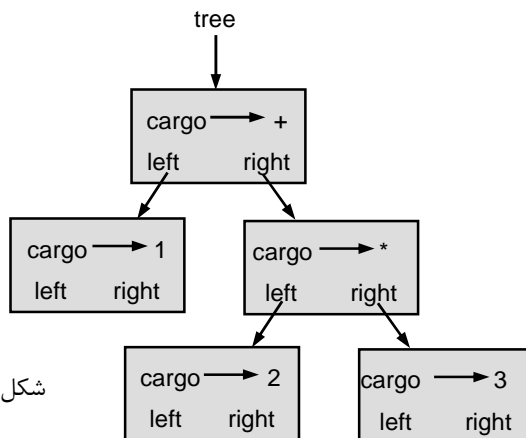 tree
cargo +
left right
cargo 1
left right
cargo *
left right
cargo 2
left right
cargo 3
left right
شکل